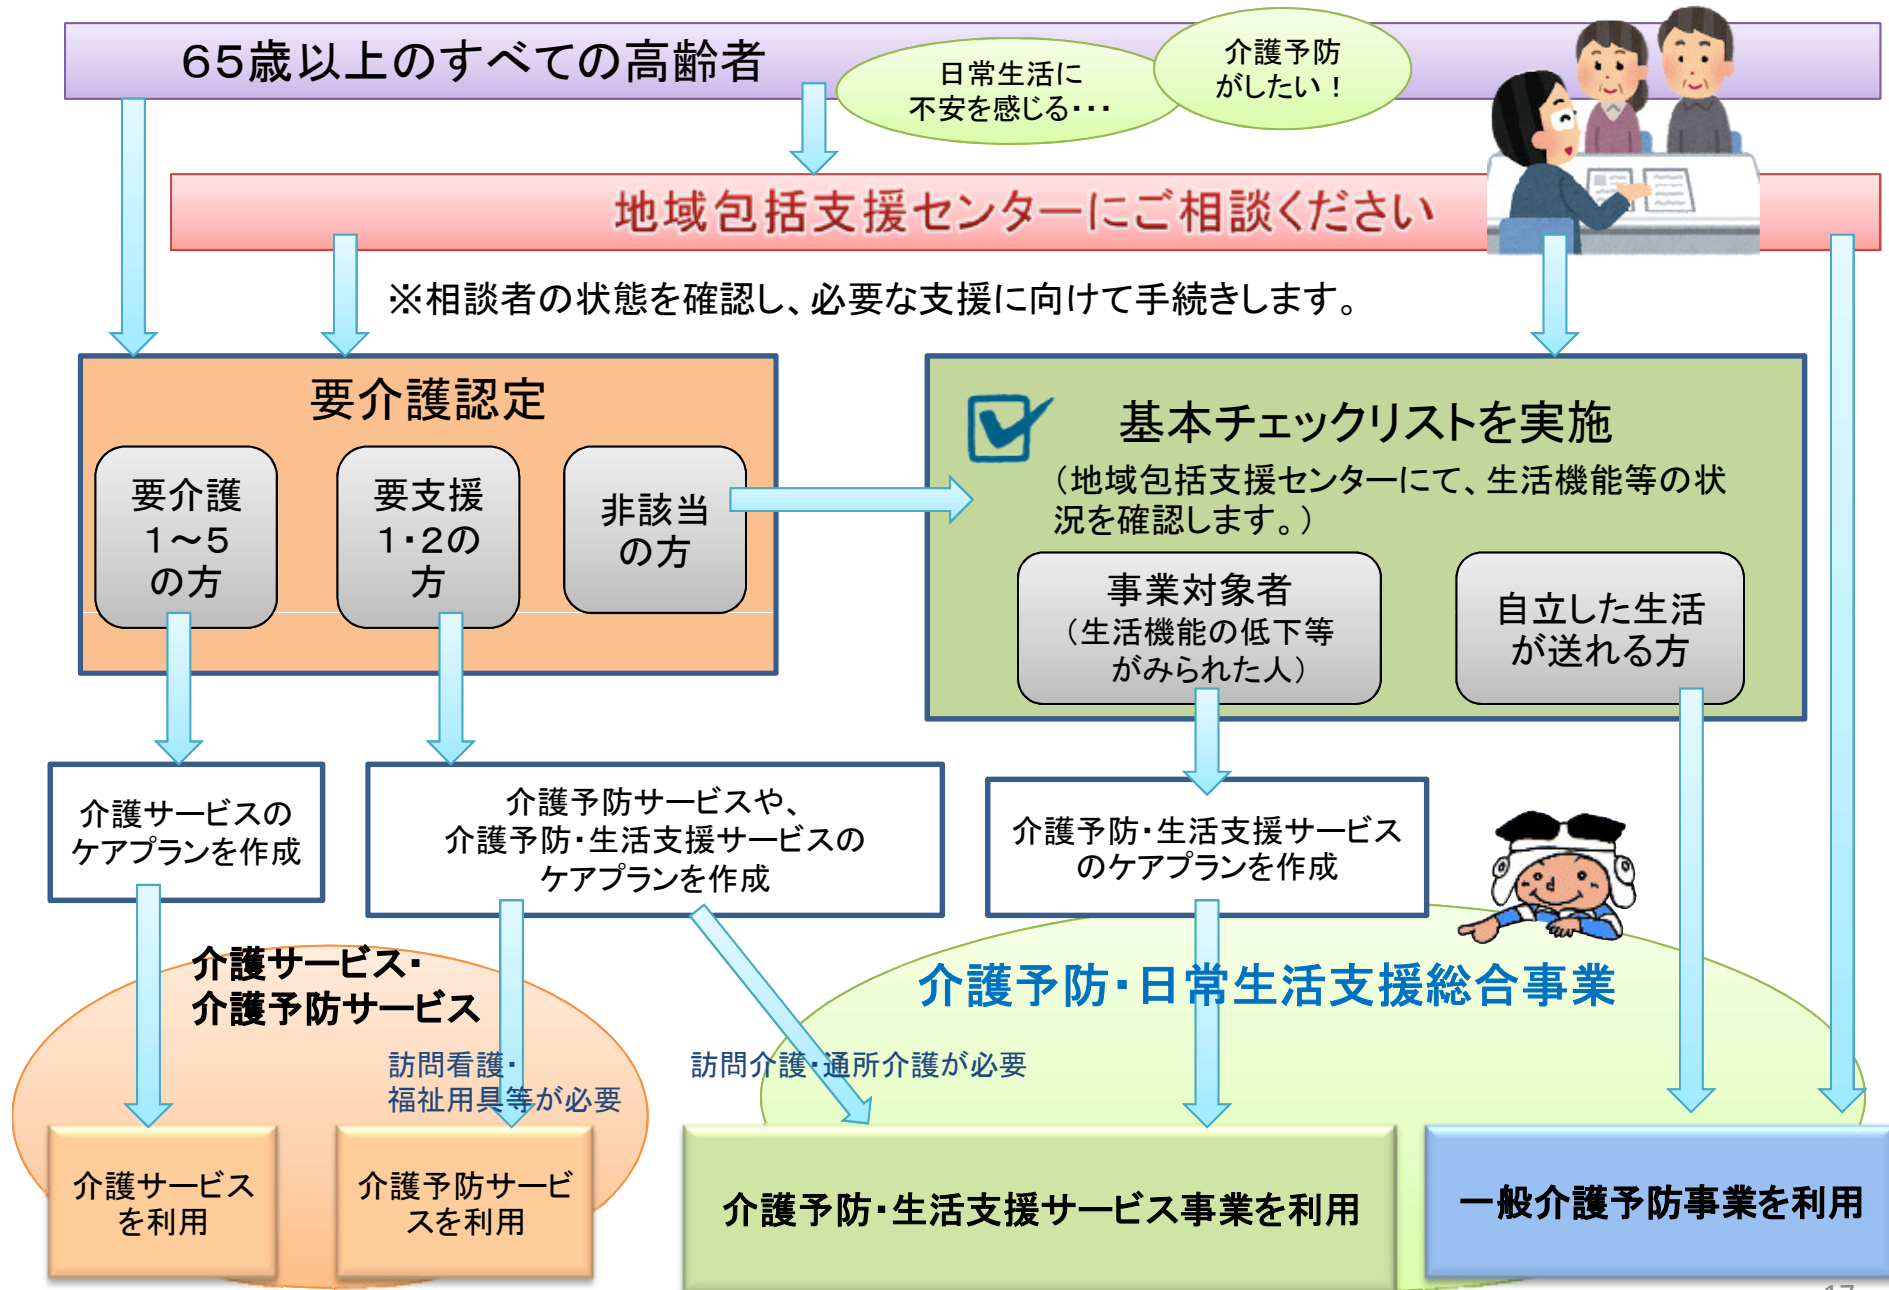 65歳以上のすべての高齢者
日常生活に
不安を感じる・・・
介護予防
がしたい！
地域包括支援センターにご相談ください
※相談者の状態を確認し、必要な支援に向けて手続きします。
要介護認定
要介護
1～5
の方
要支援
1・2の
方
非該当
の方
基本チェックリストを実施
（地域包括支援センターにて、生活機能等の状
況を確認します。）
事業対象者
（生活機能の低下等
がみられた人）
自立した生活
が送れる方
介護サービスの
ケアプランを作成
介護予防サービスや、
介護予防・生活支援サービスの
ケアプランを作成
介護予防・生活支援サービス
のケアプランを作成
介護サービス・
介護予防サービス
介護予防・日常生活支援総合事業
訪問看護・
福祉用具等が必要
訪問介護・通所介護が必要
介護サービス
を利用
介護予防サービ
スを利用
介護予防・生活支援サービス事業を利用
一般介護予防事業を利用